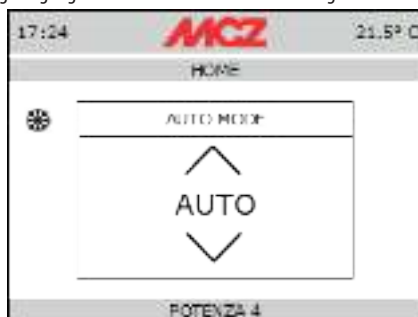 17:24 MCZ 21.5° C
HOME
AUTO MODE
AUTO
POTENZA 4